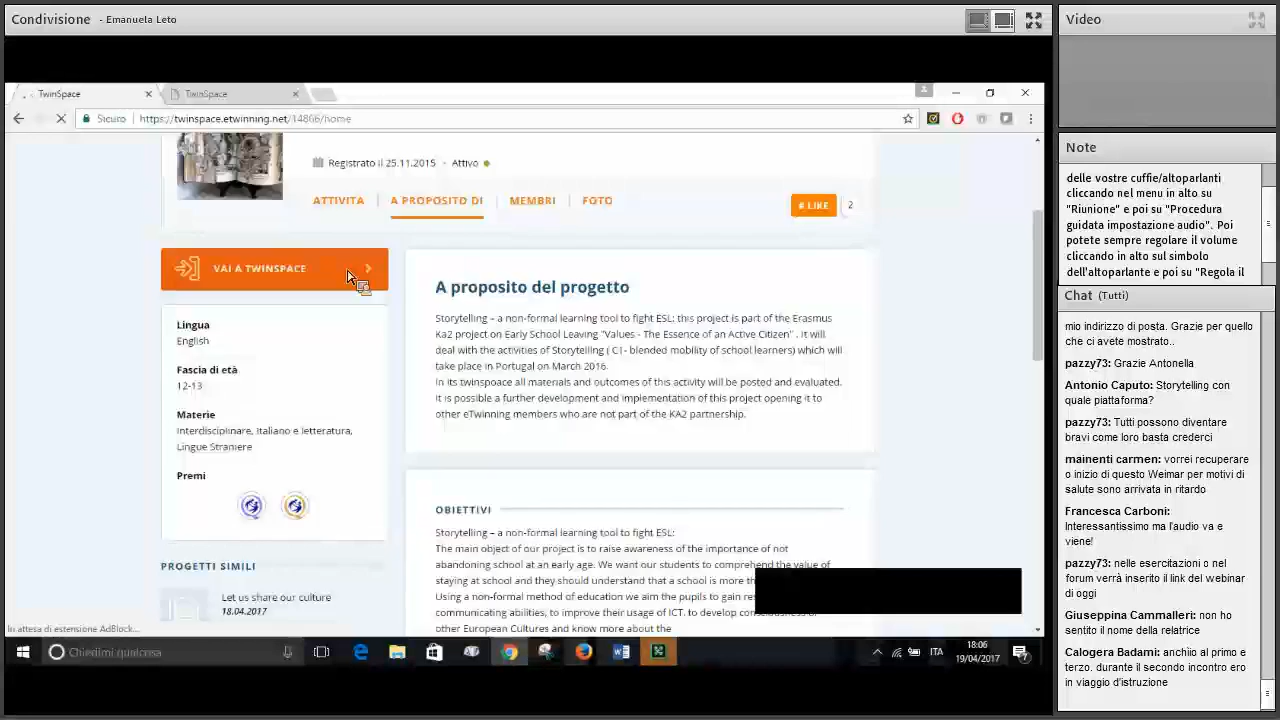 Condivisione - Emanuela Leto
TwinSpace
TwinSpace
Sicuro https://twinspace.etwinning.net/14866/home
Registrato il 25.11.2015 - Attivo
ATTIVITÀ | A PROPOSITO DI | MEMBRI | FOTO
LIKE 2
VAI A TWINSPACE
Lingua
English
Fascia di età
12-13
Materie
Interdisciplinare, Italiano e letteratura,
Lingue Straniere
Premi
PROGETTI SIMILI
Let us share our culture
18.04.2017
In attesa di estensione AdBlock...
A proposito del progetto
Storytelling – a non-formal learning tool to fight ESL: this project is part of the Erasmus
Ka2 project on Early School Leaving "Values - The Essence of an Active Citizen" . It will
deal with the activities of Storytelling ( C1- blended mobility of school learners) which will
take place in Portugal on March 2016.
In its twinspoace all materials and outcomes of this activity will be posted and evaluated.
It is possible a further development and implementation of this project opening it to
other eTwinning members who are not part of the KA2 partnership.
OBIETTIVI
Storytelling – a non-formal learning tool to fight ESL:
The main object of our project is to raise awareness of the importance of not
abandoning school at an early age. We want our students to comprehend the value of
staying at school and they should understand that a school is more
Using a non-formal method of education we aim the pupils to gain
communicating abilities, to improve their usage of ICT, to develop
other European Cultures and know more about the
Chiedimi qualcosa
ITA
18:06
19/04/2017
7
Video
Note
delle vostre cuffie/altoparlanti
cliccando nel menu in alto su
"Riunione" e poi su "Procedura
guidata impostazione audio". Poi
potete sempre regolare il volume
cliccando in alto sul simbolo
dell'altoparlante e poi su "Regola il
Chat (Tutti)
mio indirizzo di posta. Grazie per quello
che ci avete mostrato..
pazzy73: Grazie Antonella
Antonio Caputo: Storytelling con
quale piattaforma?
pazzy73: Tutti possono diventare
bravi come loro basta crederci
mainenti carmen: vorrei recuperare
o inizio di questo Weimar per motivi di
salute sono arrivata in ritardo
Francesca Carboni:
Interessantissimo ma l'audio va e
viene!
pazzy73: nelle esercitazioni o nel
forum verrà inserito il link del webinar
di oggi
Giuseppina Cammalleri: non ho
sentito il nome della relatrice
Calogera Badami: anchìio al primo e
terzo. durante il secondo incontro ero
in viaggio d'istruzione